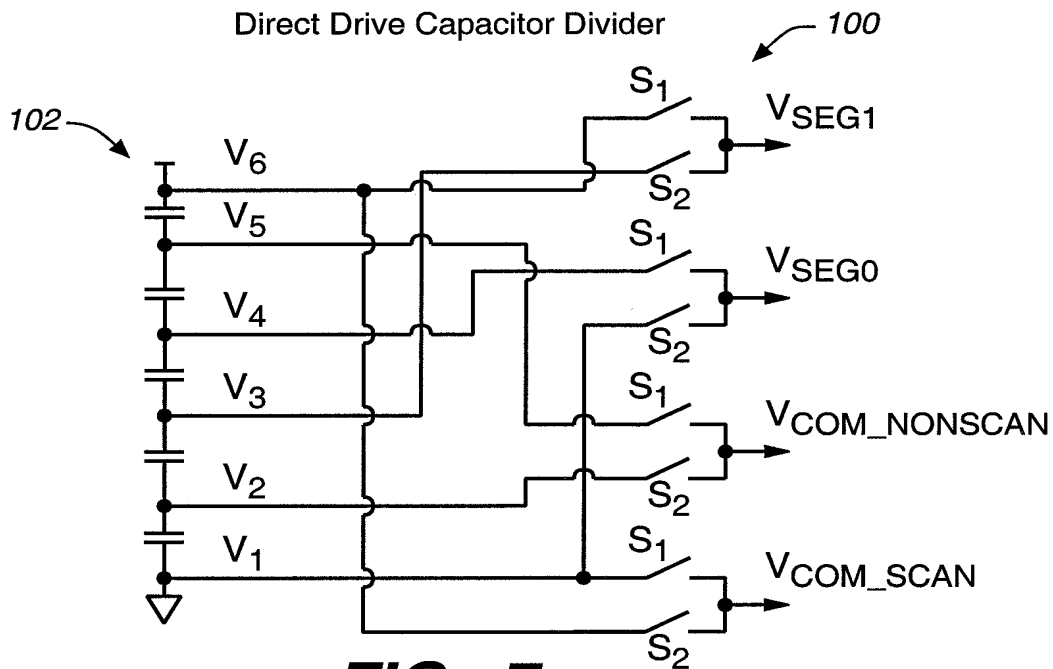 Direct Drive Capacitor Divider
100
102
S1
VSEG1
S2
V6
V5
S1
VSEG0
S2
V4
V3
S1
VCOM_NONSCAN
S2
V2
V1
S1
VCOM_SCAN
S2